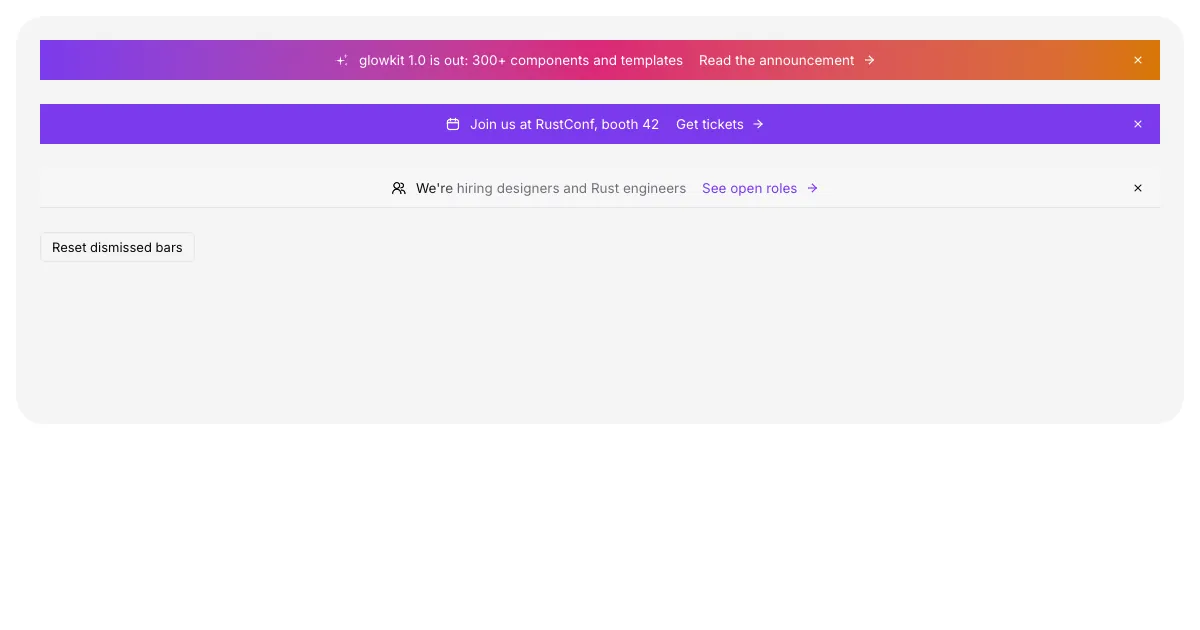 glowkit 1.0 is out: 300+ components and templates Read the announcement →
Join us at RustConf, booth 42 Get tickets →
We're hiring designers and Rust engineers See open roles →
Reset dismissed bars